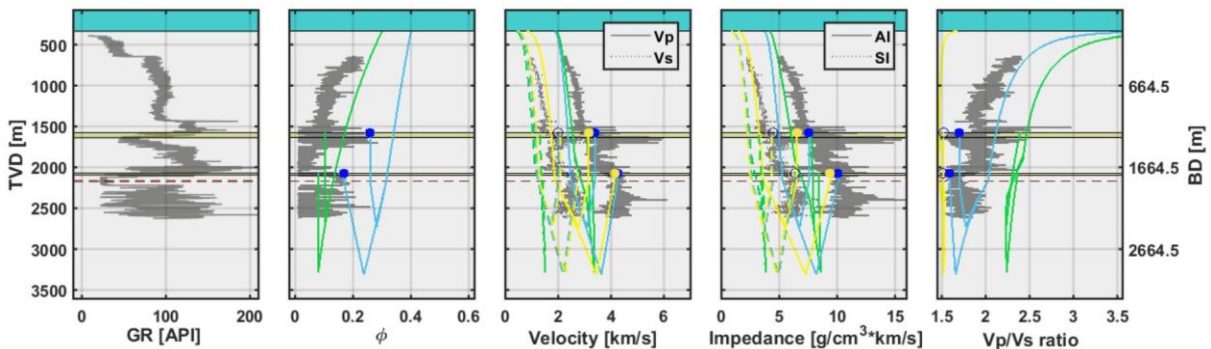 Vp
Vs
AI
SI
TVD [m]
500
1000
1500
2000
2500
3000
3500
664.5
1664.5
2664.5
BD [m]
0 100 200
0 0.2 0.4 0.6
0 2 4 6
0 5 10 15
1.5 2 2.5 3 3.5
GR [API]
ϕ
Velocity [km/s]
Impedance [g/cm³*km/s]
Vp/Vs ratio